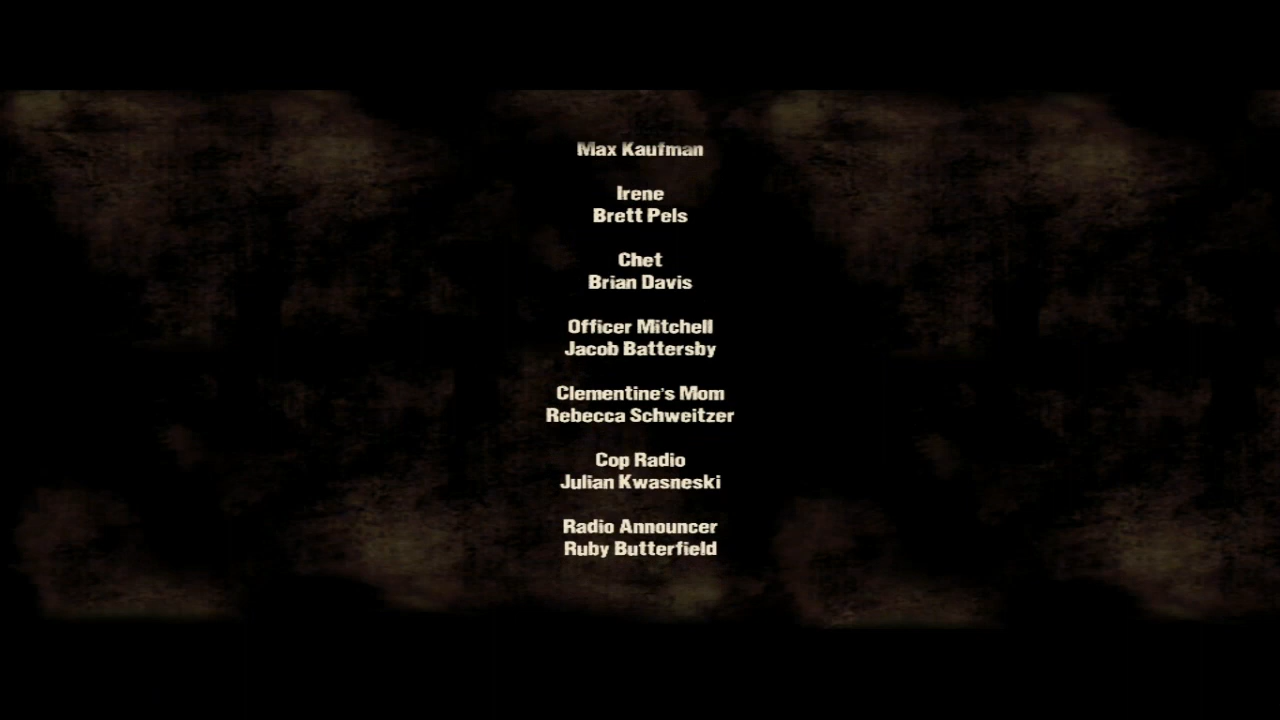 Max Kaufman
Irene
Brett Pels
Chet
Brian Davis
Officer Mitchell
Jacob Battersby
Clementine's Mom
Rebecca Schweitzer
Cop Radio
Julian Kwasneski
Radio Announcer
Ruby Butterfield